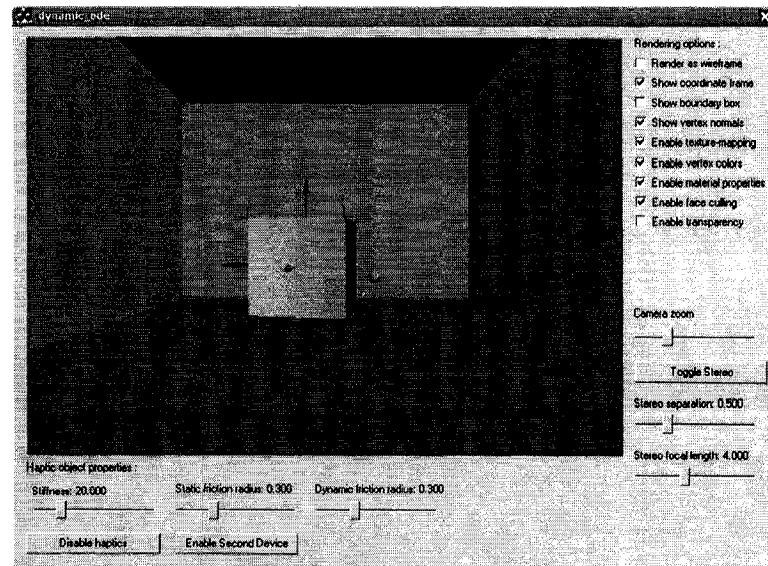 dynamic_ode
Rendering options :
Render as wireframe
Show coordinate frame
Show boundary box
Show vertex normals
Enable texture-mapping
Enable vertex colors
Enable material properties
Enable face culling
Enable transparency
Camera zoom
Toggle Stereo
Stereo separation: 0.500
Stereo focal length: 4.000
Haptic object properties :
Stiffness: 20.000
Static friction radius: 0.300
Dynamic friction radius: 0.300
Disable haptics
Enable Second Device